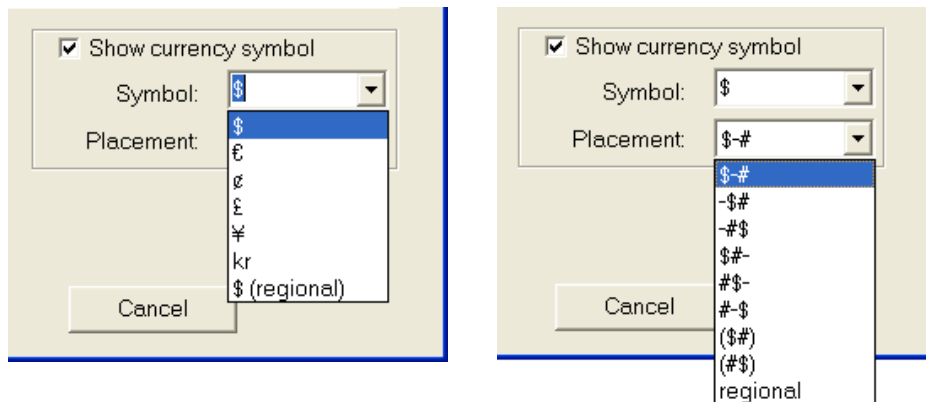 Show currency symbol
Symbol: $
Placement:
$
€
¢
£
¥
kr
$ (regional)
Cancel
Show currency symbol
Symbol: $
Placement: $-#
$-#
-$#
-#$
$#-
#$-
#-$
($#)
(#$)
regional
Cancel